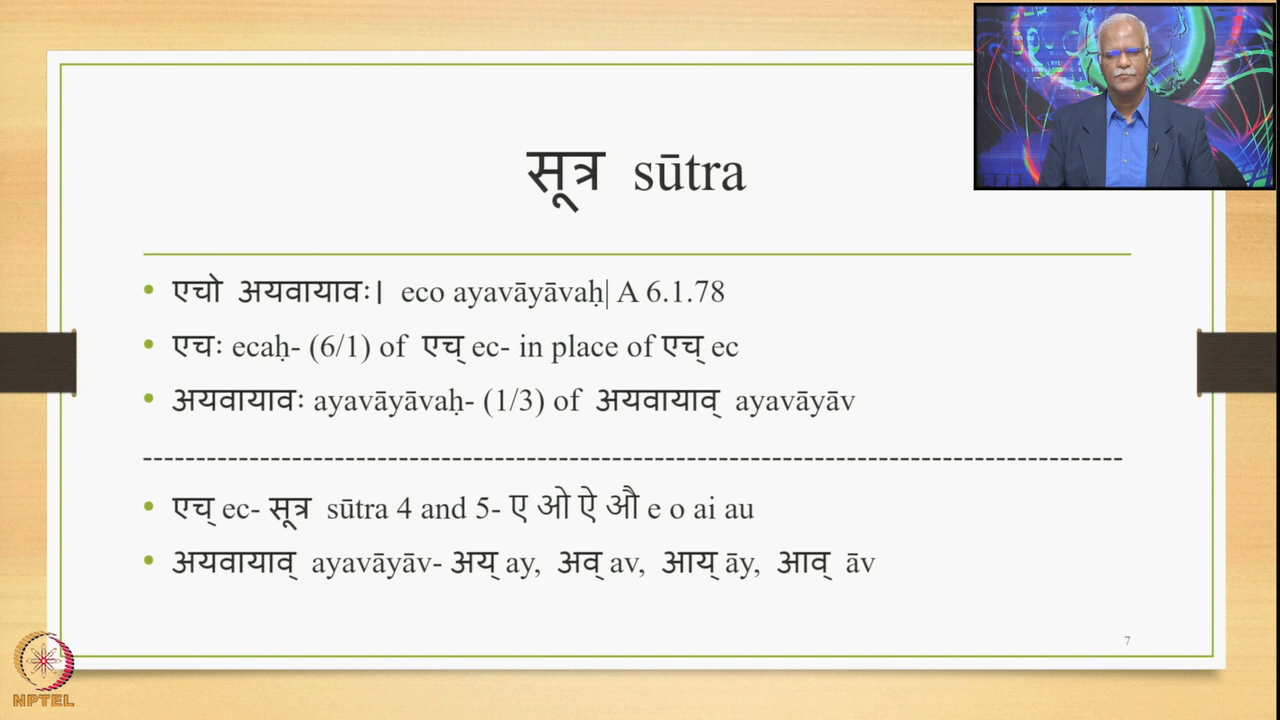 सूत्र sūtra
• एचो अयवायावः। eco ayavāyāvaḥ| A 6.1.78
• एचः ecaḥ- (6/1) of एच् ec- in place of एच् ec
• अयवायावः ayavāyāvaḥ- (1/3) of अयवायाव् ayavāyāv
• एच् ec- सूत्र sūtra 4 and 5- ए ओ ऐ औ e o ai au
• अयवायाव् ayavāyāv- अय् ay, अव् av, आय् āy, आव् āv
7
NPTEL